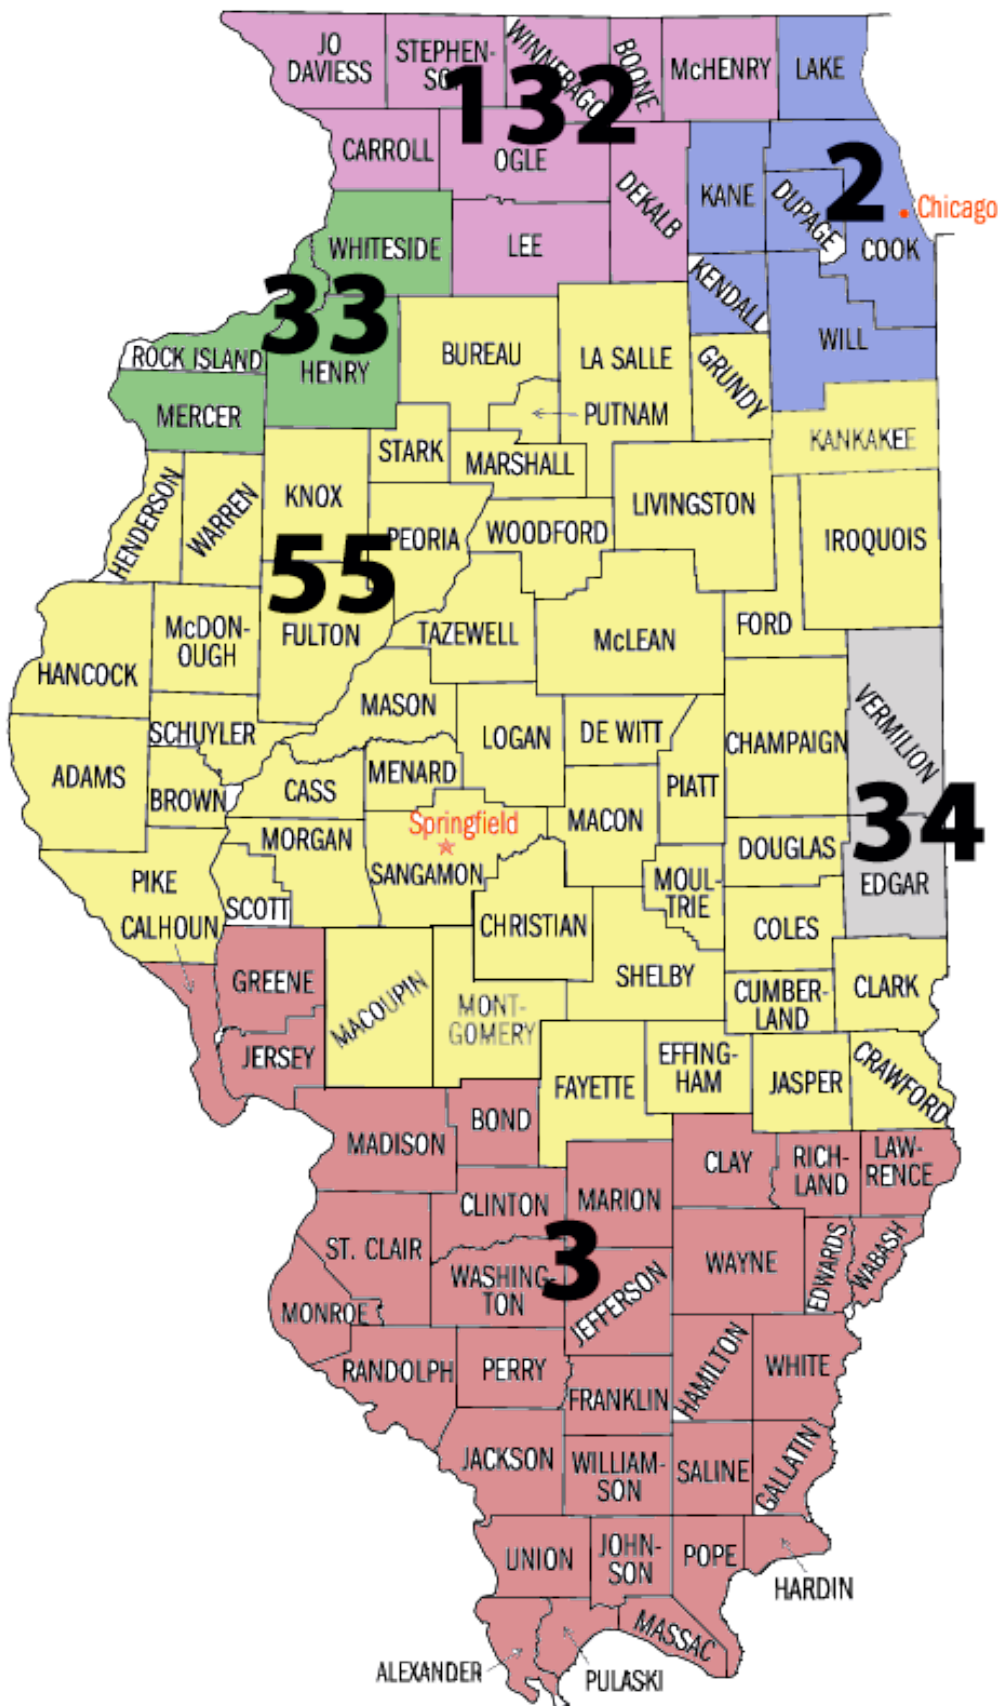 JO
DAVIESS
STEPHEN-
SO
WINNEBAGO
BOONE
McHENRY
LAKE
132
CARROLL
OGLE
DEKALB
KANE
DUPAGE
2
Chicago
COOK
WHITESIDE
LEE
KENDALL
33
ROCK ISLAND
HENRY
BUREAU
LA SALLE
GRUNDY
WILL
MERCER
PUTNAM
KANKAKEE
STARK
MARSHALL
HENDERSON
WARREN
KNOX
PEORIA
WOODFORD
LIVINGSTON
IROQUOIS
55
McDON-
OUGH
FULTON
TAZEWELL
McLEAN
FORD
HANCOCK
MASON
SCHUYLER
LOGAN
DE WITT
CHAMPAIGN
VERMILION
ADAMS
BROWN
CASS
MENARD
PIATT
MACON
34
Springfield
MORGAN
SANGAMON
DOUGLAS
EDGAR
PIKE
SCOTT
MOUL-
TRIE
CALHOUN
CHRISTIAN
COLES
GREENE
MACOUPIN
MONT-
GOMERY
SHELBY
CUMBER-
LAND
CLARK
JERSEY
FAYETTE
EFFING-
HAM
JASPER
CRAWFORD
MADISON
BOND
CLAY
RICH-
LAND
LAW-
RENCE
CLINTON
MARION
ST. CLAIR
3
WASHING-
TON
JEFFERSON
WAYNE
EDWARDS
WABASH
MONROE
RANDOLPH
PERRY
FRANKLIN
HAMILTON
WHITE
JACKSON
WILLIAM-
SON
SALINE
GALLATIN
UNION
JOHN-
SON
POPE
HARDIN
ALEXANDER
PULASKI
MASSAC